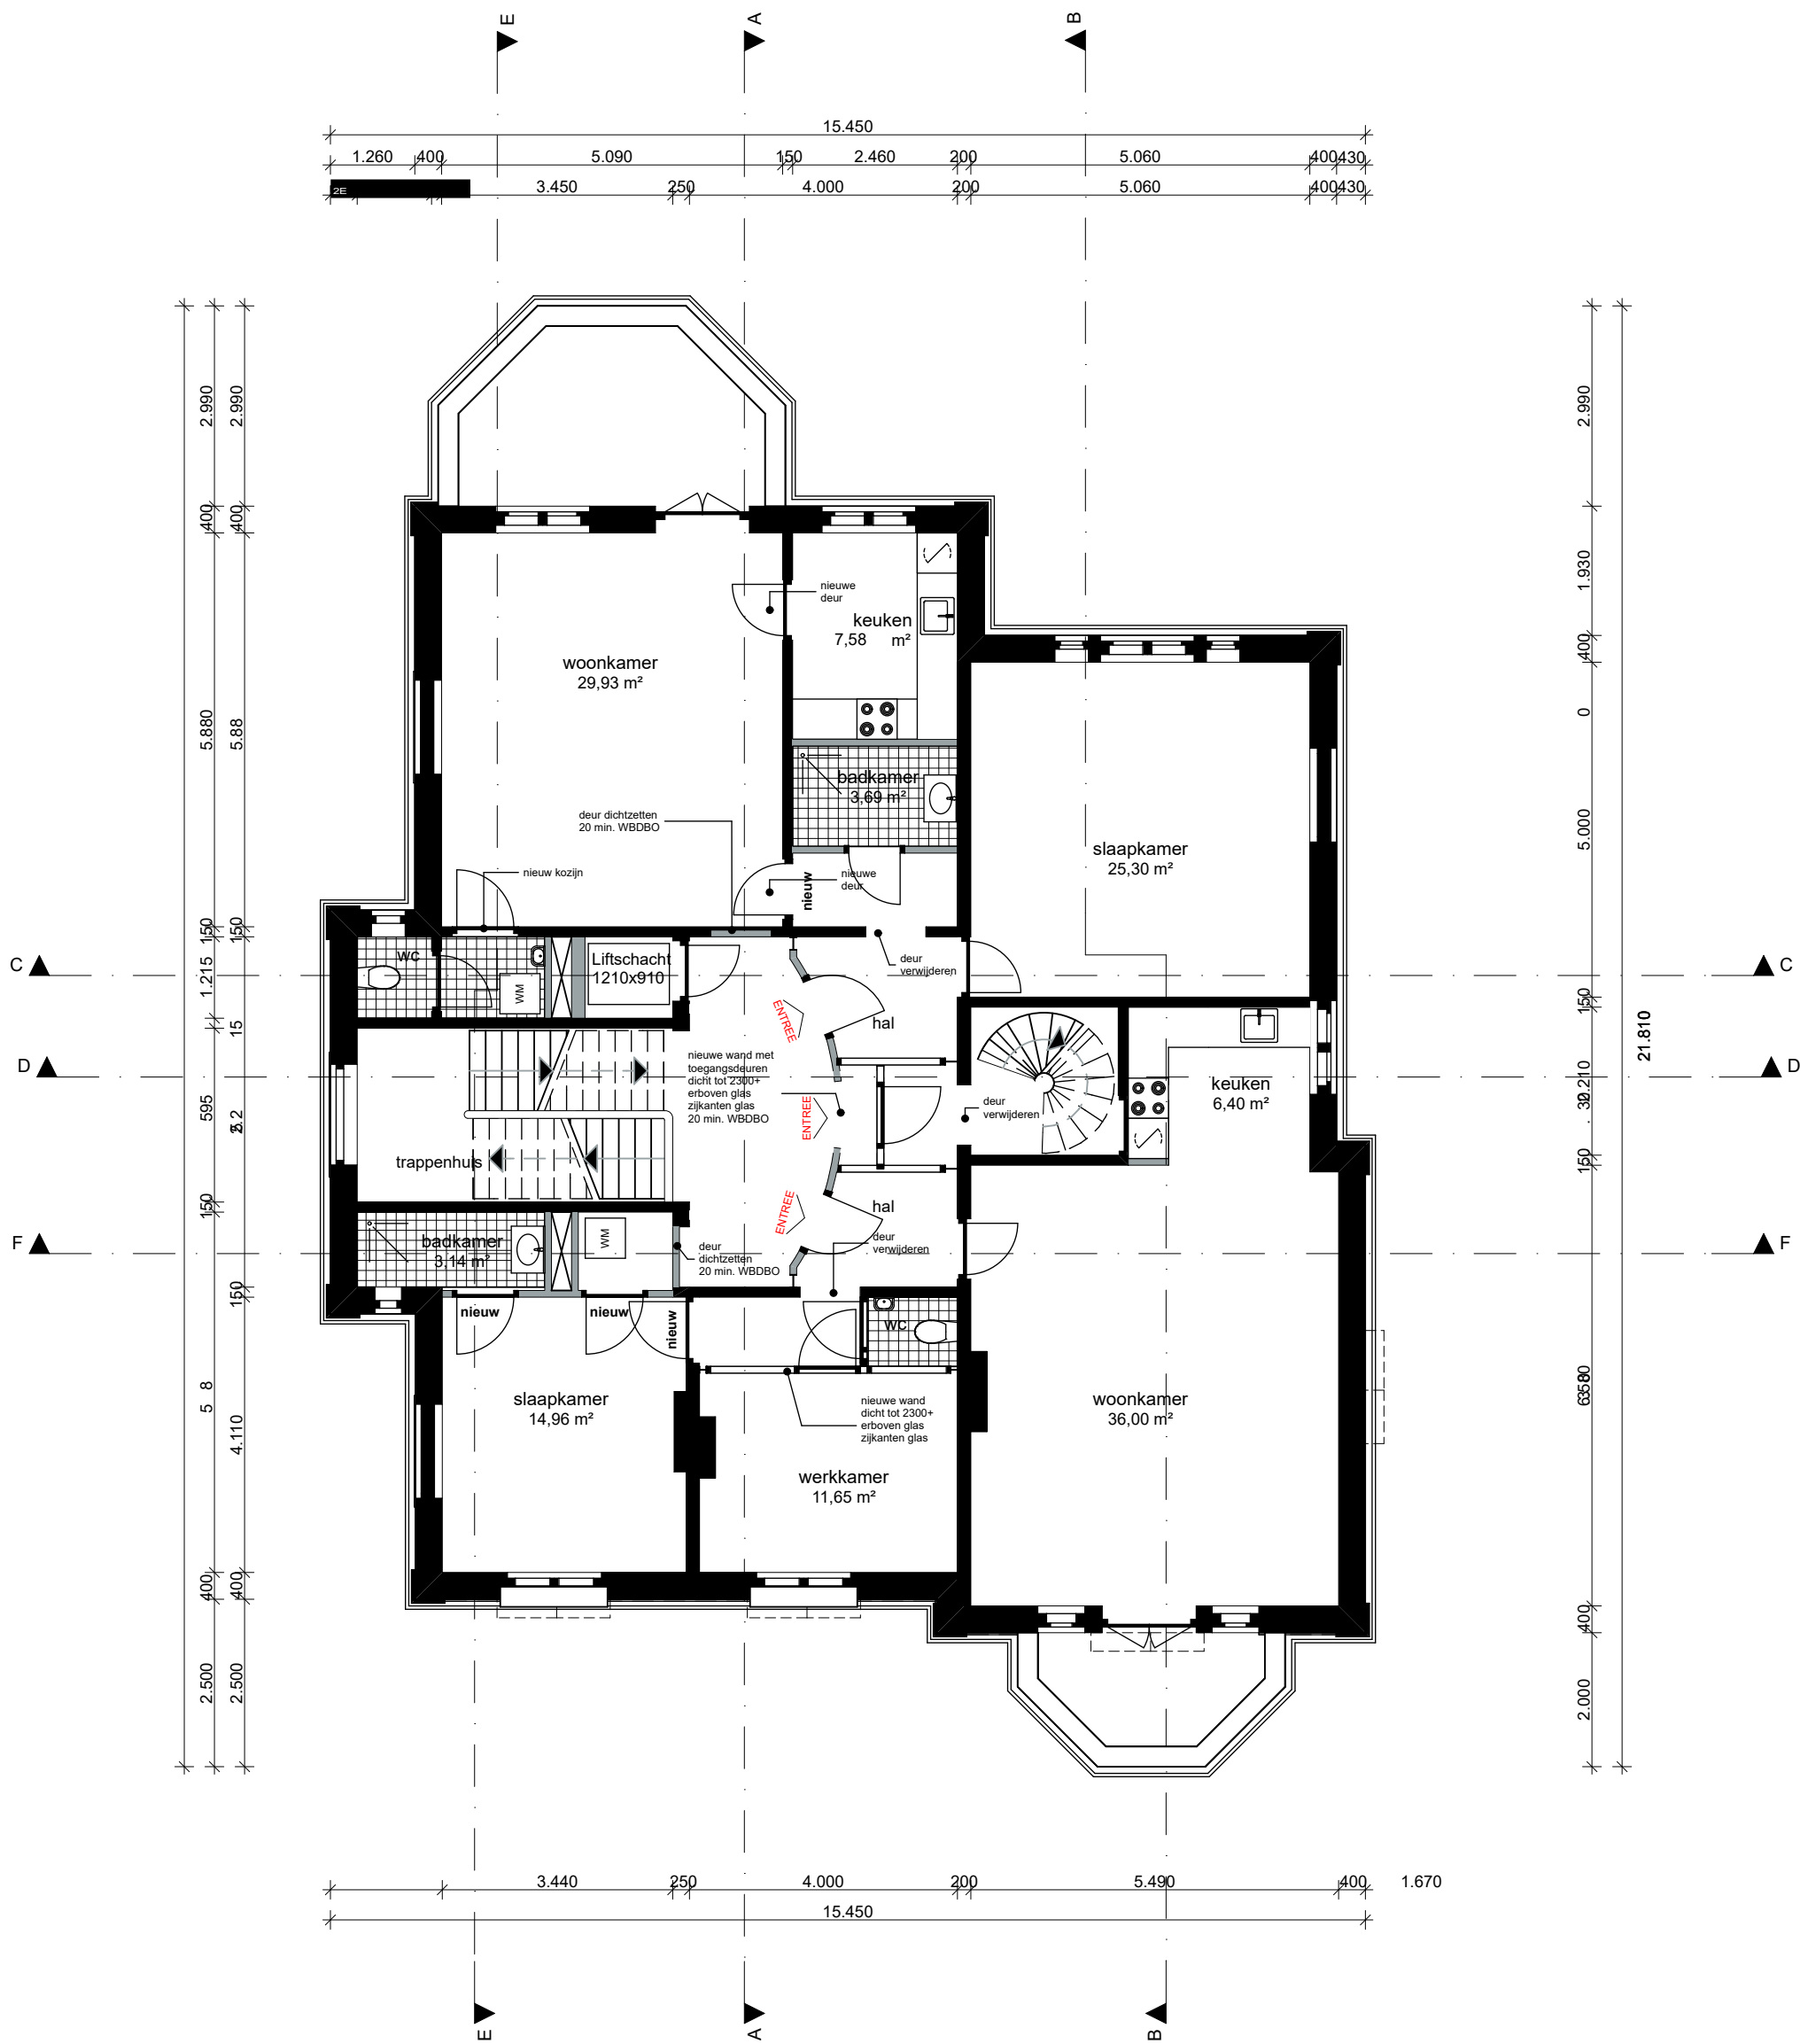 E
A
B
15.450
1.260 400 5.090 150 2.460 200 5.060 400 430
2E 3.450 250 4.000 200 5.060 400 430
2.990
2.990
2.990
400
400
1.930
nieuwe
deur
keuken
7,58 m²
400
woonkamer
29,93 m²
5.880
5.88
0
badkamer
3,69 m²
deur dichtzetten
20 min. WBDBO
5.000
slaapkamer
25,30 m²
nieuw kozijn
nieuwe
deur
nieuw
150
150
C
C
wc
WM
Liftschacht
1210x910
deur
verwijderen
1.215
150
ENTREE
hal
15
21.810
D
D
nieuwe wand met
toegangsdeuren
dicht tot 2300+
erboven glas
zijkanten glas
20 min. WBDBO
keuken
6,40 m²
595
ENTREE
deur
verwijderen
trappenhuis
150
150
ENTREE
hal
F
F
badkamer
3,14 m²
WM
deur
dichtzetten
20 min. WBDBO
deur
verwijderen
150
nieuw
nieuw
nieuw
wc
5 8
4.110
slaapkamer
14,96 m²
nieuwe wand
dicht tot 2300+
erboven glas
zijkanten glas
woonkamer
36,00 m²
werkkamer
11,65 m²
400
400
400
2.500
2.500
2.000
3.440 250 4.000 200 5.490 400 1.670
15.450
E
A
B